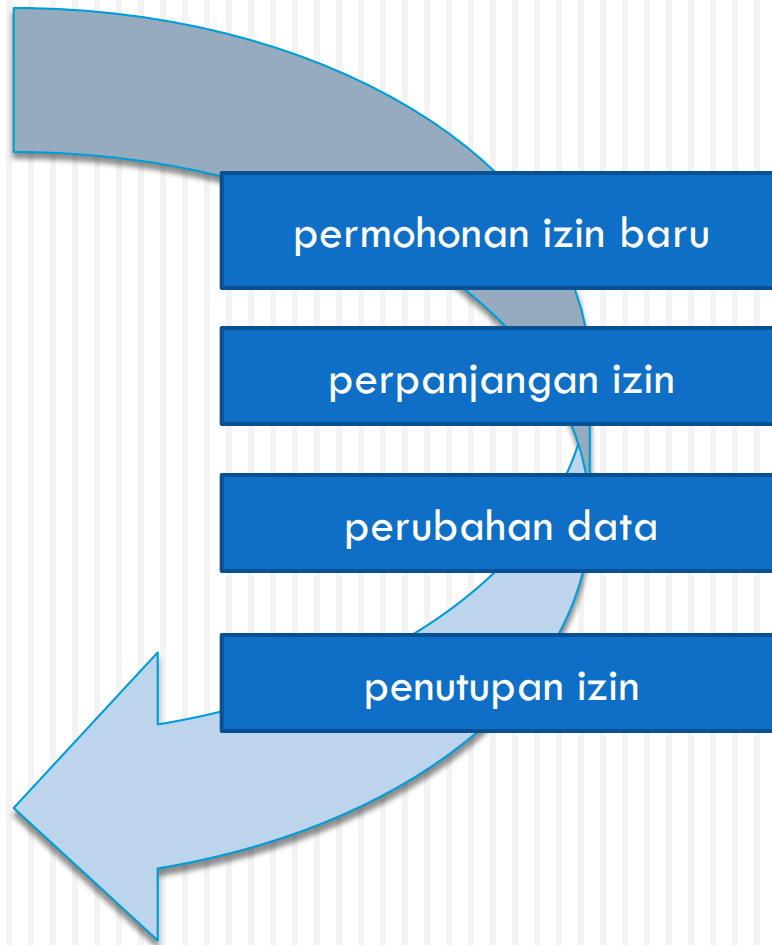 permohonan izin baru
perpanjangan izin
perubahan data
penutupan izin